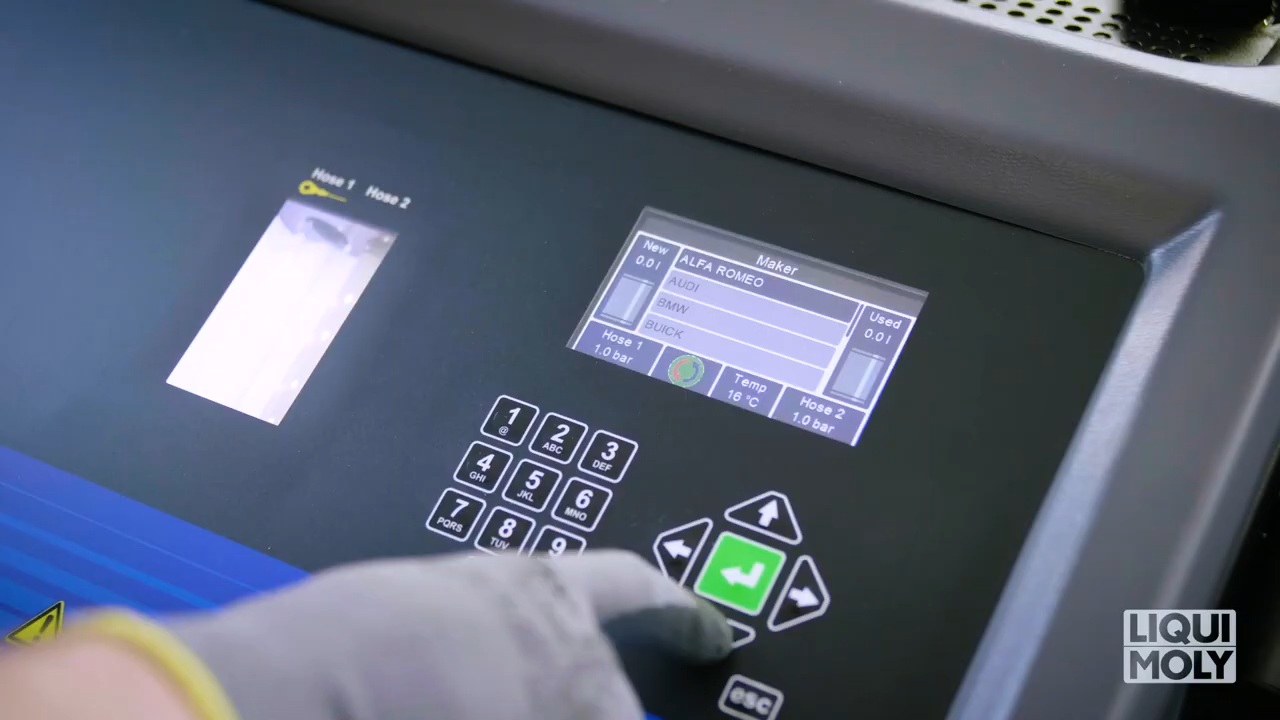 Hose 1
Hose 2
Maker
New
0.0 l
ALFA ROMEO
AUDI
BMW
BUICK
Used
0.0 l
Hose 1
1.0 bar
Temp
16 °C
Hose 2
1.0 bar
1
@
2
ABC
3
DEF
4
GHI
5
JKL
6
MNO
7
PQRS
8
TUV
9
esc
LIQUI
MOLY